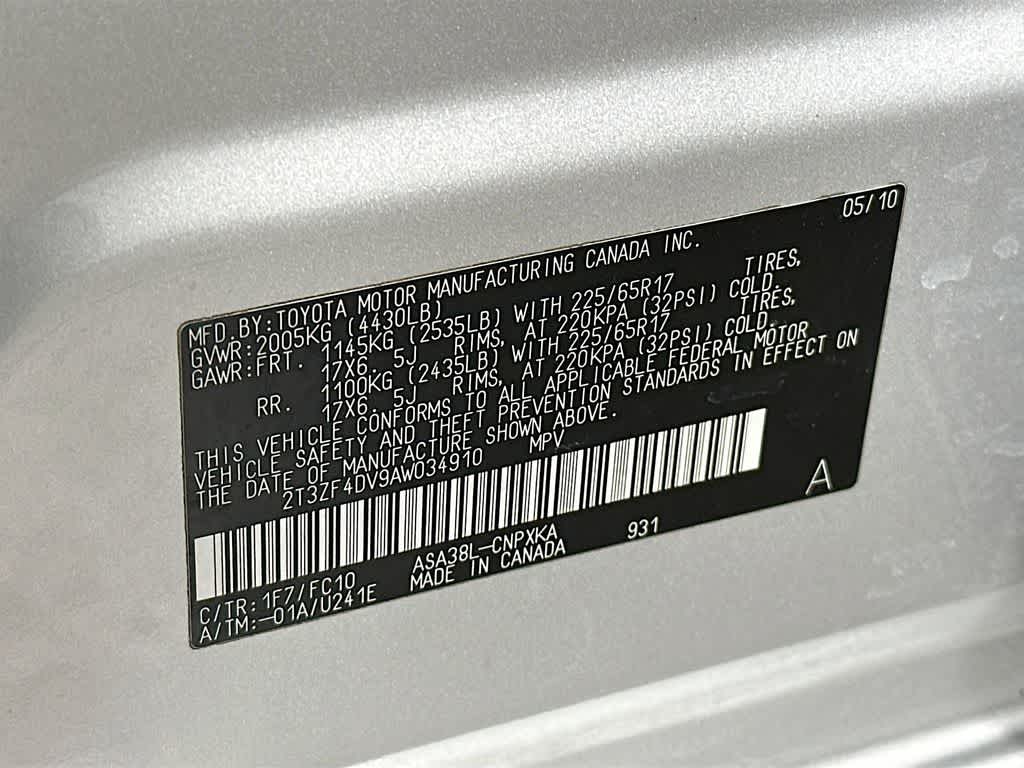 05/10
MFD.BY:TOYOTA MOTOR MANUFACTURING CANADA INC.
GVWR:2005KG (4430LB)
GAWR:FRT. 1145KG (2535LB) WITH 225/65R17 TIRES,
17X6.5J RIMS, AT 220KPA (32PSI) COLD.
RR. 1100KG (2435LB) WITH 225/65R17 TIRES,
17X6.5J RIMS, AT 220KPA (32PSI) COLD.
THIS VEHICLE CONFORMS TO ALL APPLICABLE FEDERAL MOTOR
VEHICLE SAFETY AND THEFT PREVENTION STANDARDS IN EFFECT ON
THE DATE OF MANUFACTURE SHOWN ABOVE.
2T3ZF4DV9AW034910 MPV
A
C/TR:1F7/FC10 ASA38L-CNPXKA 931
A/TM:-01A/U241E MADE IN CANADA